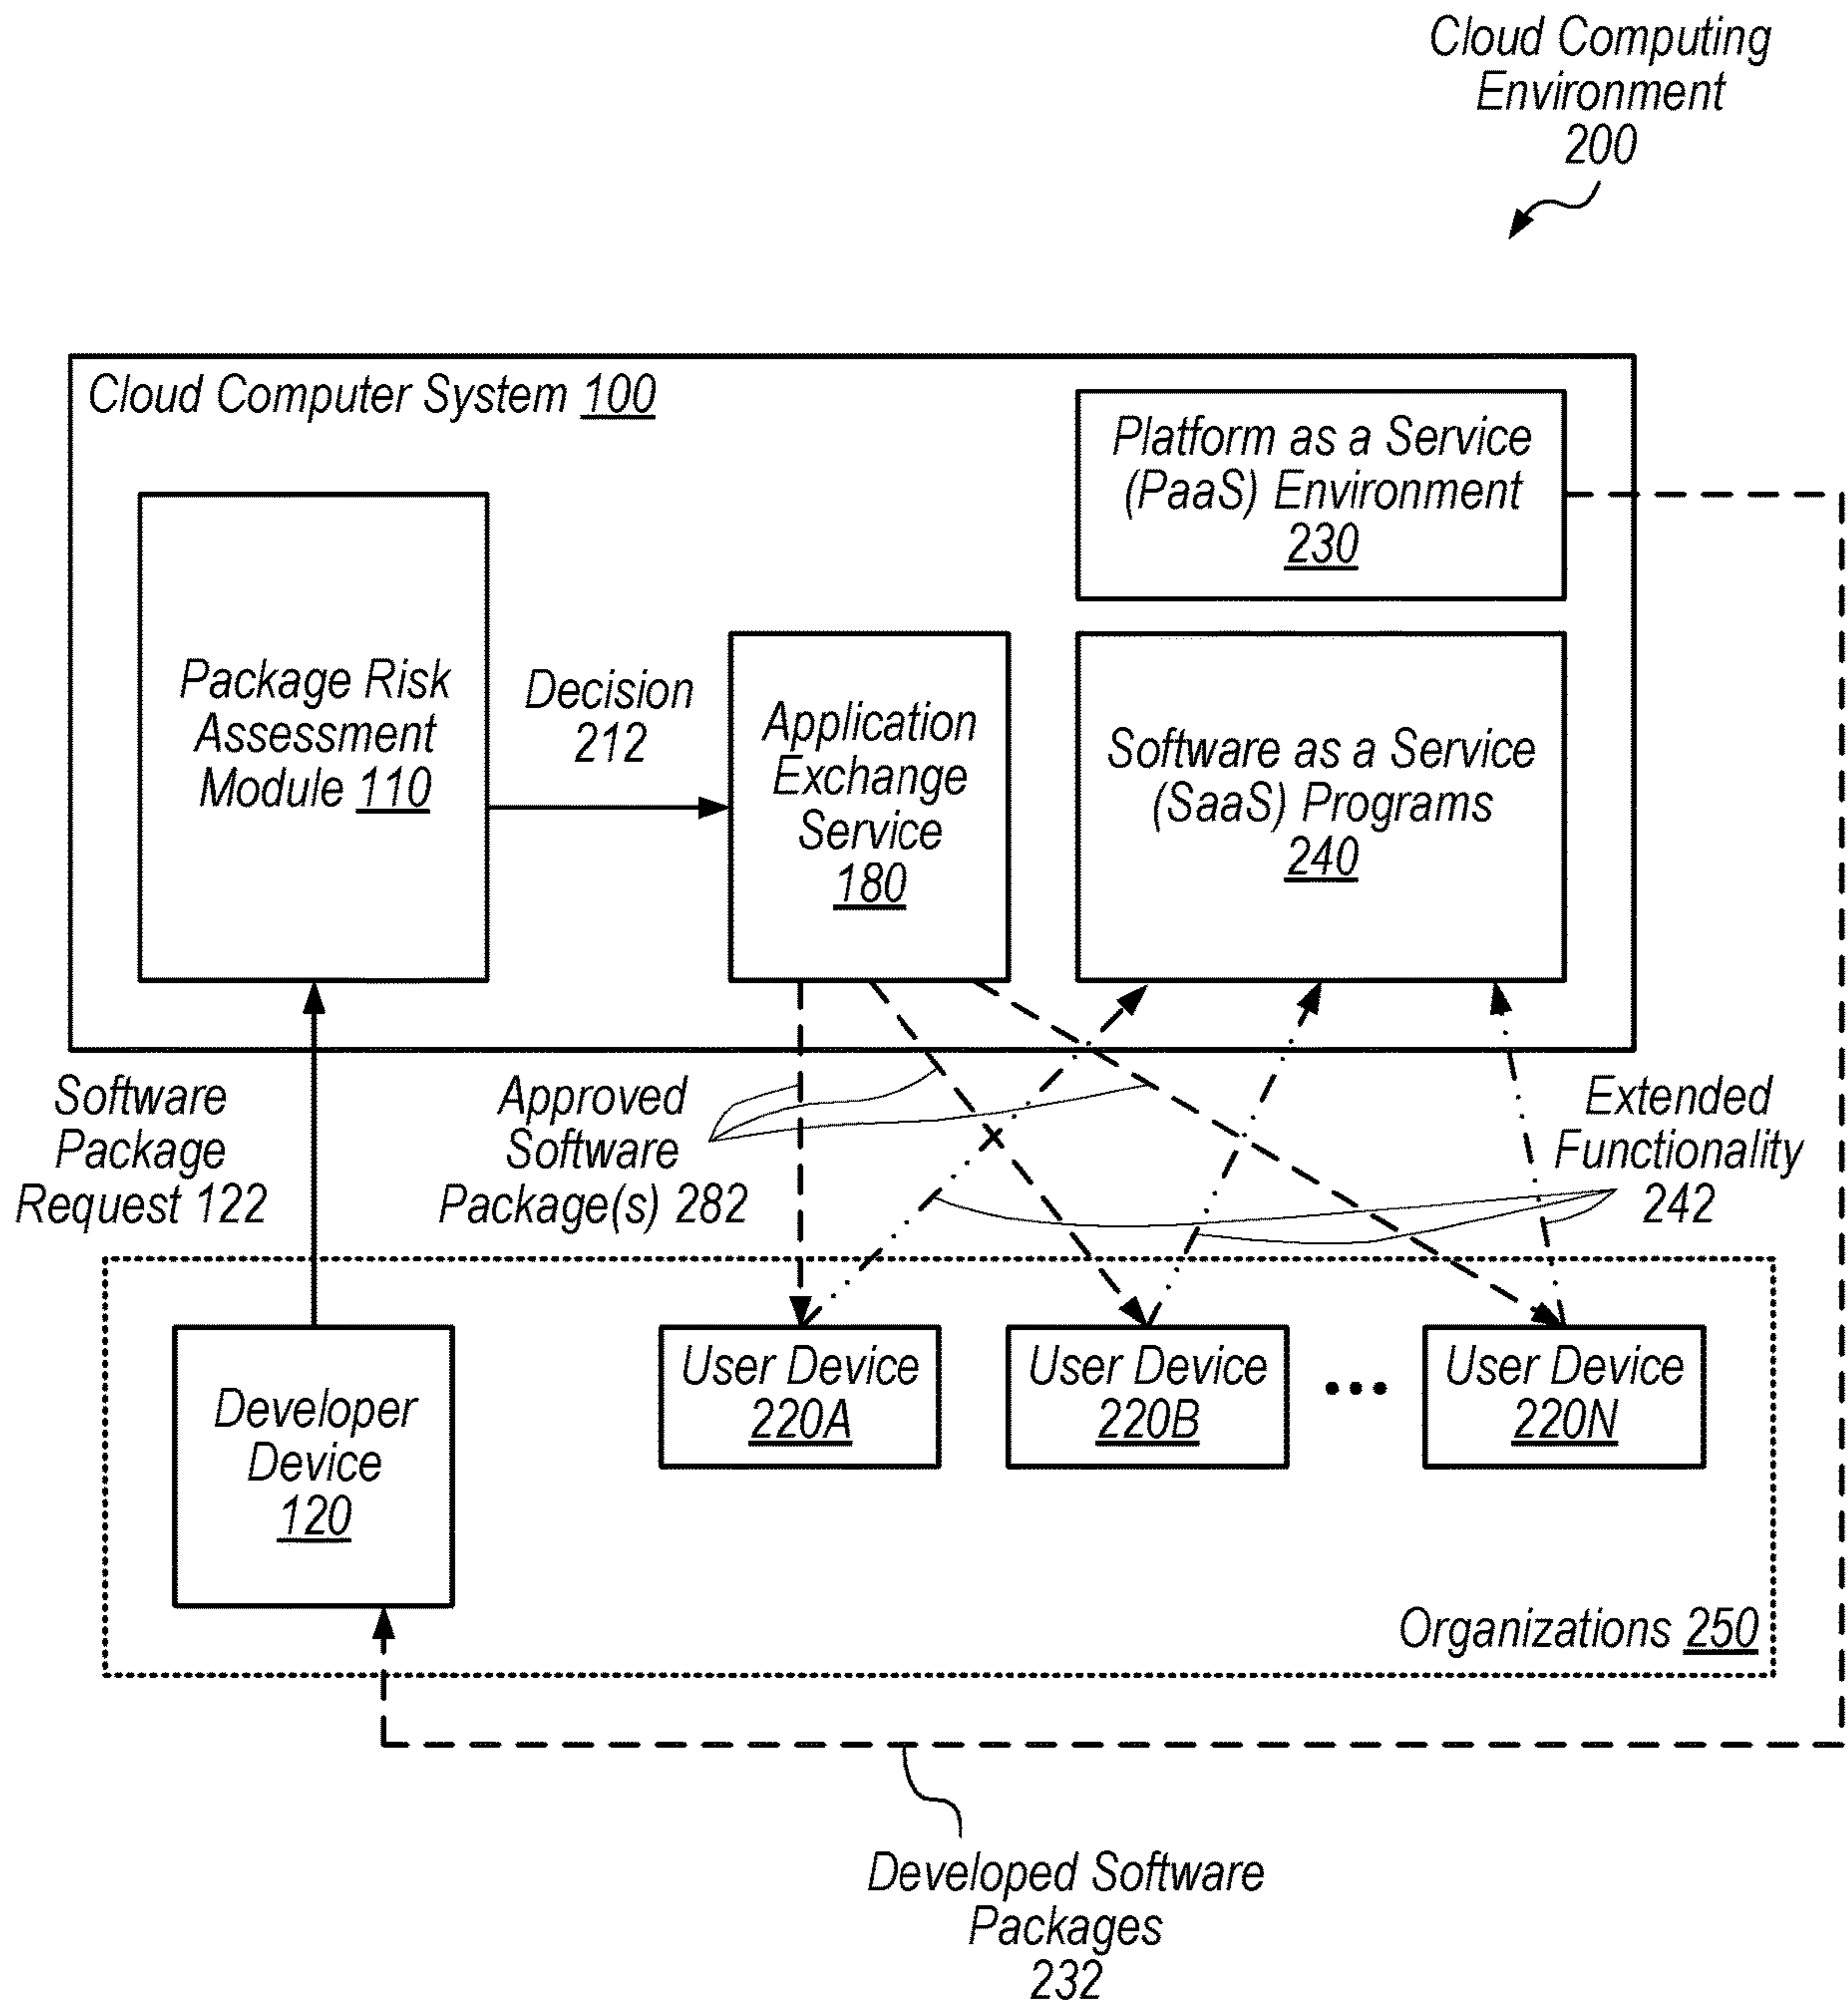 Cloud Computing
Environment
200
Cloud Computer System 100
Platform as a Service
(PaaS) Environment
230
Package Risk
Assessment
Module 110
Decision
212
Application
Exchange
Service
180
Software as a Service
(SaaS) Programs
240
Software
Package
Request 122
Approved
Software
Package(s) 282
Extended
Functionality
242
Developer
Device
120
User Device
220A
User Device
220B
•••
User Device
220N
Organizations 250
Developed Software
Packages
232